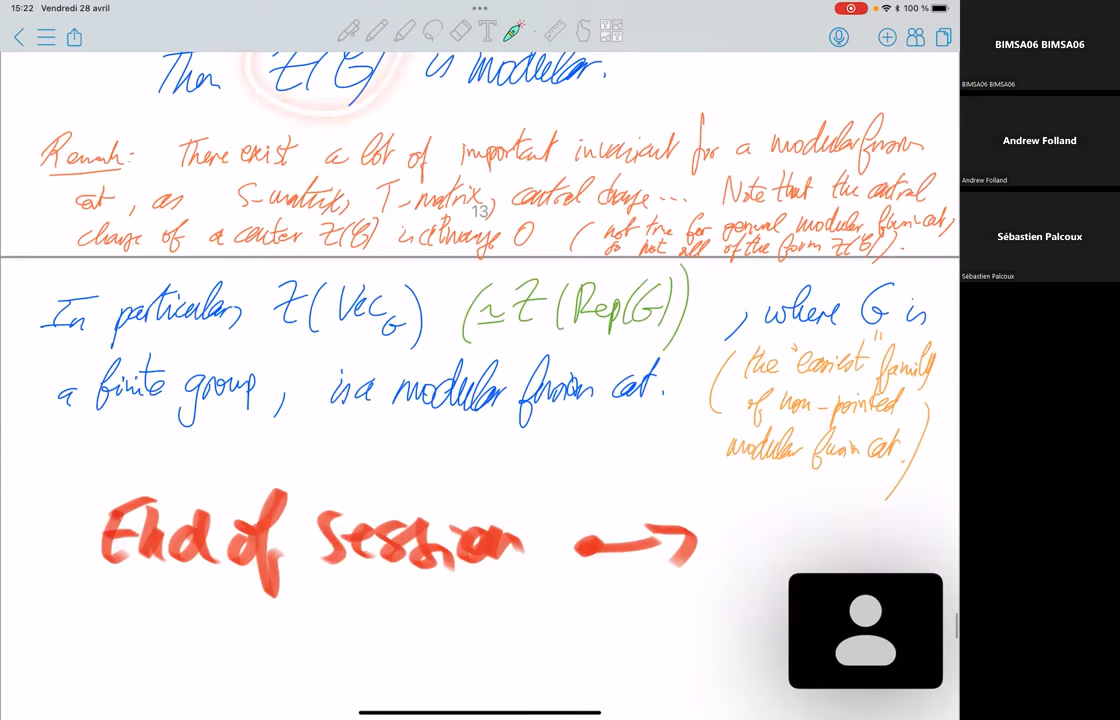 15:22 Vendredi 28 avril
100 %
Then Z(G) is modular.
Remark: There exist a lot of important invariant for a modular fusion
cat, as S-matrix, T-matrix, central charge... Note that the central
13
charge of a center Z(G) is always 0 (not true for general modular fusion cat,
so not all of the form Z(G)).
In particular, Z(Vec_G) (≃ Z(Rep(G))), where G is
a finite group, is a modular fusion cat.
(the "easiest" family
of non-pointed
modular fusion cat.)
End of session →
BIMSA06 BIMSA06
BIMSA06 BIMSA06
Andrew Folland
Andrew Folland
Sébastien Palcoux
Sébastien Palcoux